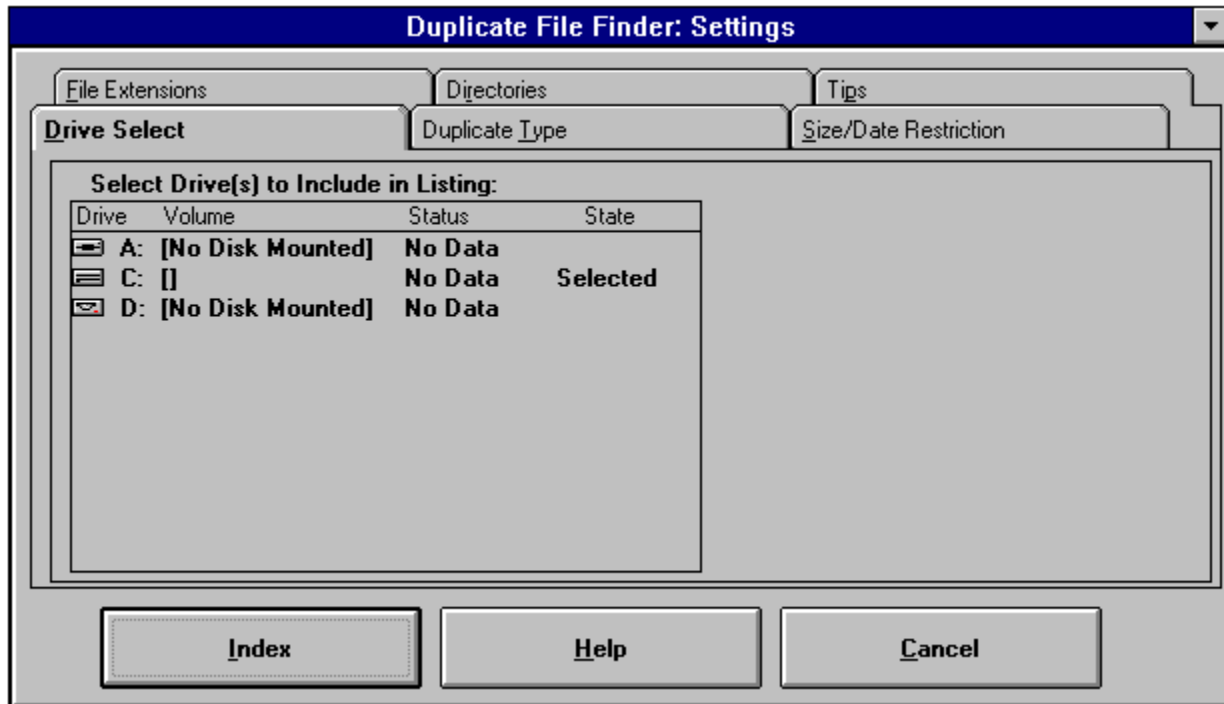 Duplicate File Finder: Settings
File Extensions Directories Tips
Drive Select Duplicate Type Size/Date Restriction
Select Drive(s) to Include in Listing:
Drive Volume Status State
A: [No Disk Mounted] No Data
C: [] No Data Selected
D: [No Disk Mounted] No Data
Index Help Cancel